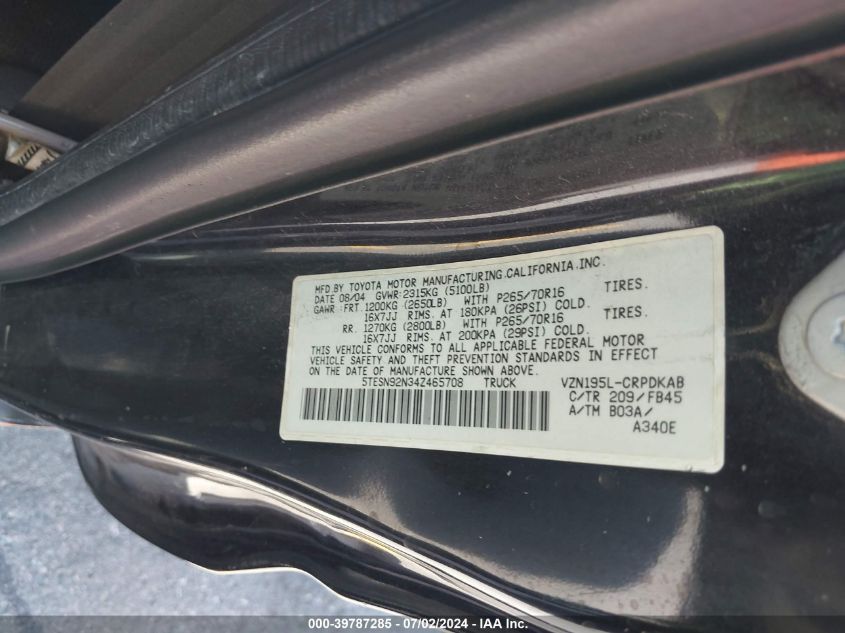 MFD.BY TOYOTA MOTOR MANUFACTURING,CALIFORNIA,INC.
DATE 08/04 GVWR:2315KG (5100LB)
GAWR:FRT.1200KG (2650LB) WITH P265/70R16 TIRES.
16X7JJ RIMS. AT 180KPA (26PSI) COLD.
RR. 1270KG (2800LB) WITH P265/70R16 TIRES.
16X7JJ RIMS. AT 200KPA (29PSI) COLD.
THIS VEHICLE CONFORMS TO ALL APPLICABLE FEDERAL MOTOR
VEHICLE SAFETY AND THEFT PREVENTION STANDARDS IN EFFECT
ON THE DATE OF MANUFACTURE SHOWN ABOVE.
5TESN92N34Z465708 TRUCK VZN195L-CRPDKAB
C/TR 209/FB45
A/TM B03A/
A340E
000-39787285 - 07/02/2024 - IAA Inc.